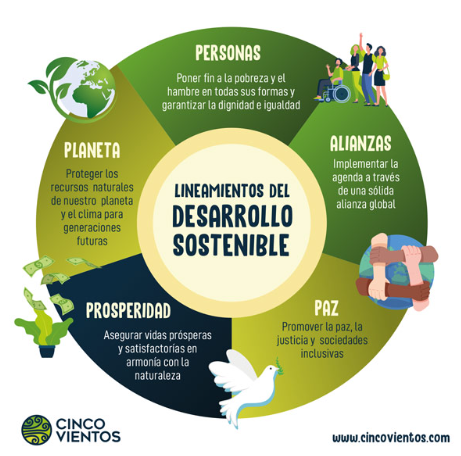 PERSONAS
Poner fin a la pobreza y el
hambre en todas sus formas y
garantizar la dignidad e igualdad
ALIANZAS
Implementar la
agenda a través
de una sólida
alianza global
PAZ
Promover la paz, la
justicia y sociedades
inclusivas
PROSPERIDAD
Asegurar vidas prósperas
y satisfactorias en
armonía con la
naturaleza
PLANETA
Proteger los
recursos naturales
de nuestro planeta
y el clima para
generaciones
futuras
LINEAMIENTOS DEL
DESARROLLO
SOSTENIBLE
CINCO
VIENTOS
www.cincovientos.com